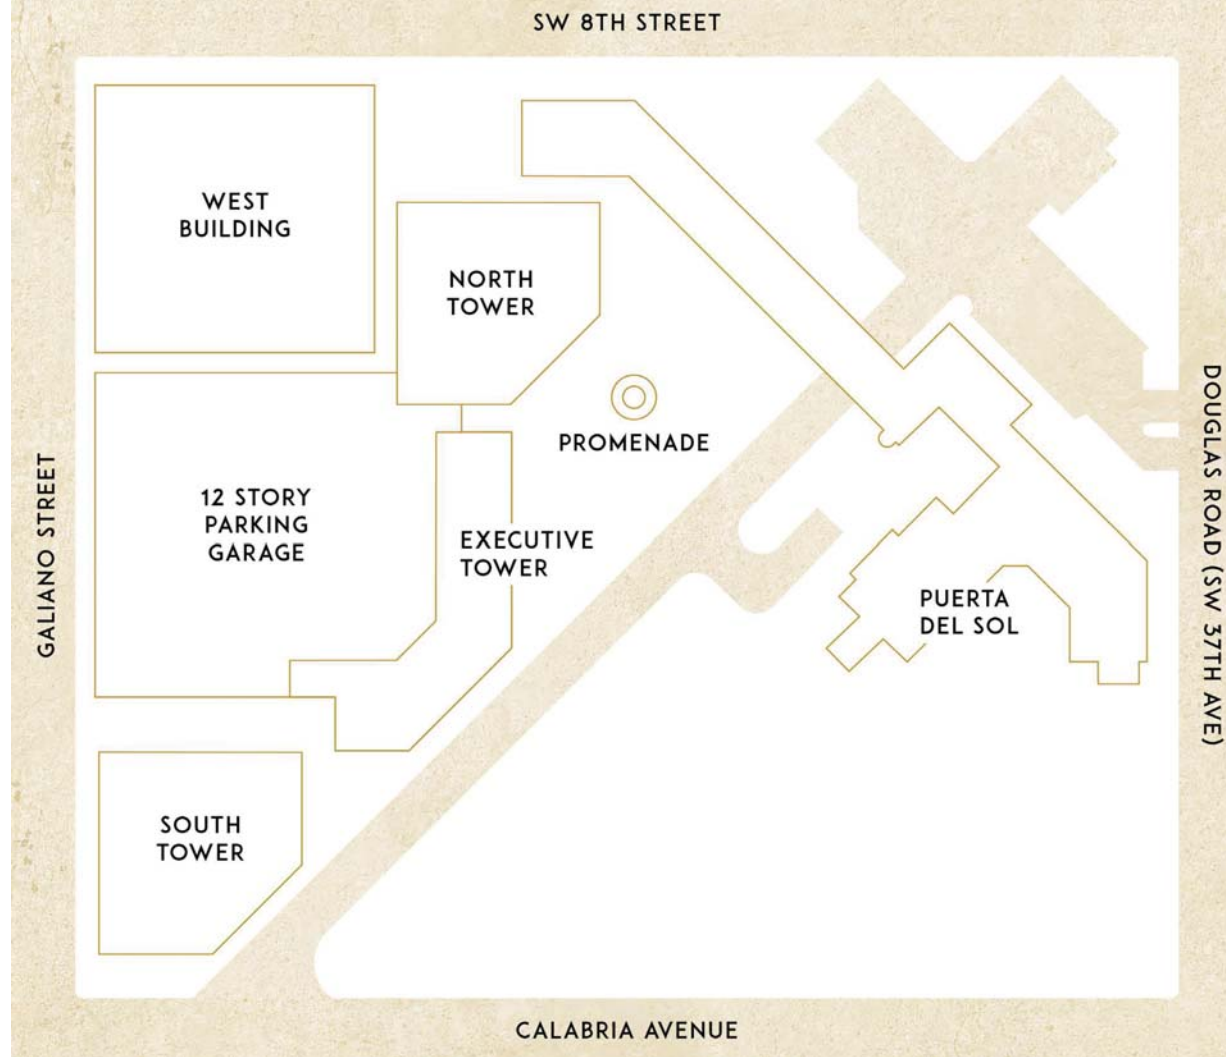 SW 8TH STREET
WEST
BUILDING
NORTH
TOWER
PROMENADE
12 STORY
PARKING
GARAGE
EXECUTIVE
TOWER
PUERTA
DEL SOL
SOUTH
TOWER
GALIANO STREET
DOUGLAS ROAD (SW 37TH AVE)
CALABRIA AVENUE